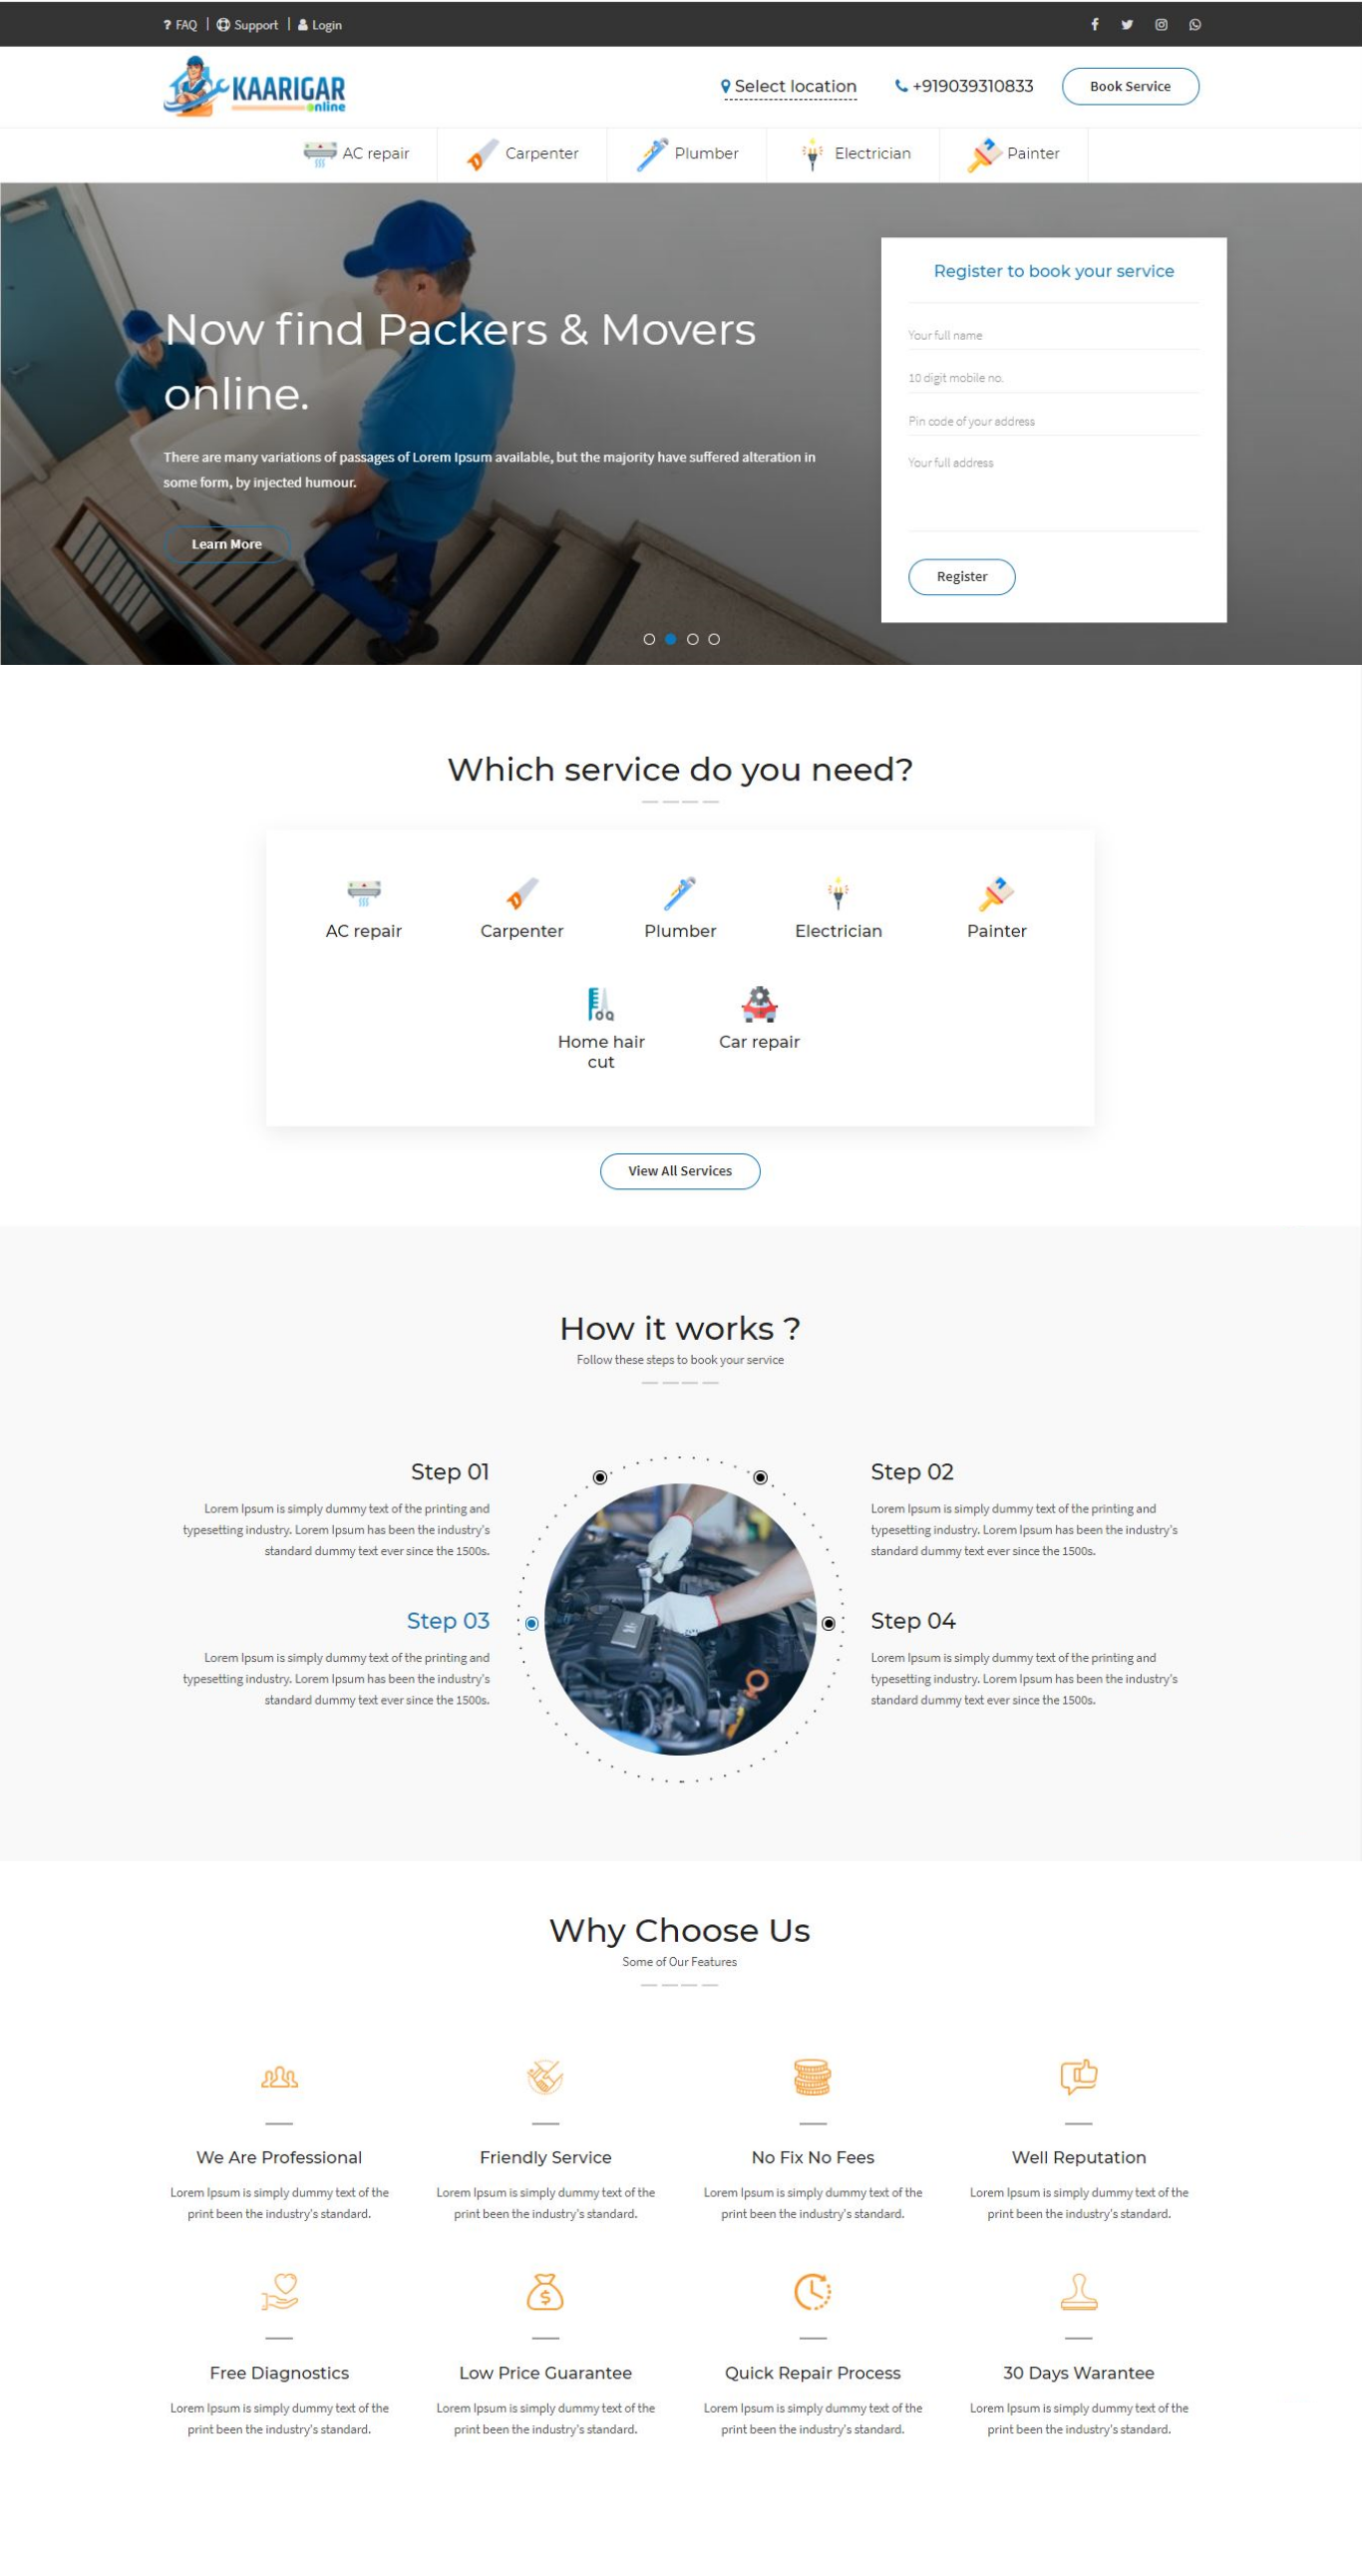 ? FAQ | Support | Login
KAARIGAR
online
Select location
+919039310833
Book Service
AC repair
Carpenter
Plumber
Electrician
Painter
Now find Packers & Movers
online.
There are many variations of passages of Lorem Ipsum available, but the majority have suffered alteration in
some form, by injected humour.
Learn More
Register to book your service
Your full name
10 digit mobile no.
Pin code of your address
Your full address
Register
Which service do you need?
AC repair
Carpenter
Plumber
Electrician
Painter
Home hair
cut
Car repair
View All Services
How it works ?
Follow these steps to book your service
Step 01
Lorem Ipsum is simply dummy text of the printing and
typesetting industry. Lorem Ipsum has been the industry's
standard dummy text ever since the 1500s.
Step 02
Lorem Ipsum is simply dummy text of the printing and
typesetting industry. Lorem Ipsum has been the industry's
standard dummy text ever since the 1500s.
Step 03
Lorem Ipsum is simply dummy text of the printing and
typesetting industry. Lorem Ipsum has been the industry's
standard dummy text ever since the 1500s.
Step 04
Lorem Ipsum is simply dummy text of the printing and
typesetting industry. Lorem Ipsum has been the industry's
standard dummy text ever since the 1500s.
Why Choose Us
Some of Our Features
We Are Professional
Lorem Ipsum is simply dummy text of the
print been the industry's standard.
Friendly Service
Lorem Ipsum is simply dummy text of the
print been the industry's standard.
No Fix No Fees
Lorem Ipsum is simply dummy text of the
print been the industry's standard.
Well Reputation
Lorem Ipsum is simply dummy text of the
print been the industry's standard.
Free Diagnostics
Lorem Ipsum is simply dummy text of the
print been the industry's standard.
Low Price Guarantee
Lorem Ipsum is simply dummy text of the
print been the industry's standard.
Quick Repair Process
Lorem Ipsum is simply dummy text of the
print been the industry's standard.
30 Days Warantee
Lorem Ipsum is simply dummy text of the
print been the industry's standard.